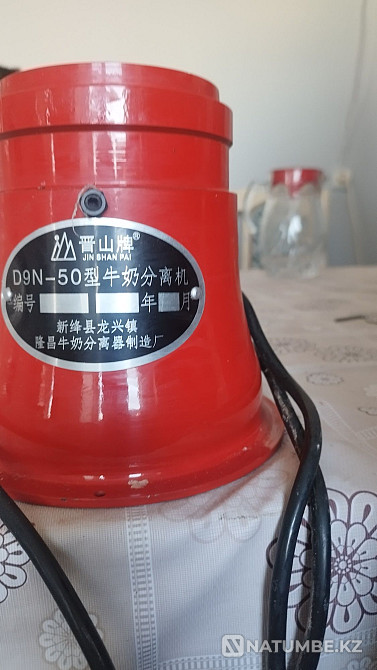 晋山牌®
JIN SHAN PAI
D9N-50型牛奶分离机
编号 年 月
新绛县龙兴镇
隆昌牛奶分离器制造厂
NATUMBE.KZ